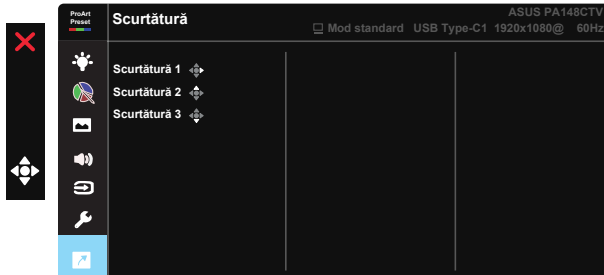 ProArt
Preset
Scurtătură
ASUS PA148CTV
Mod standard USB Type-C1 1920x1080@ 60Hz
Scurtătură 1
Scurtătură 2
Scurtătură 3